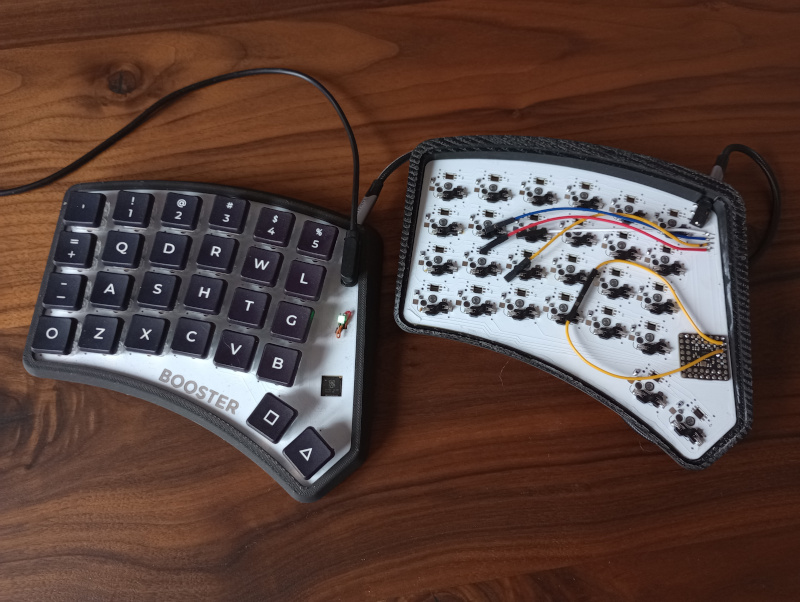 ! @ # $ %
1 2 3 4 5
= +
Q D R W L
- _
A S H T G
O Z X C V B
BOOSTER